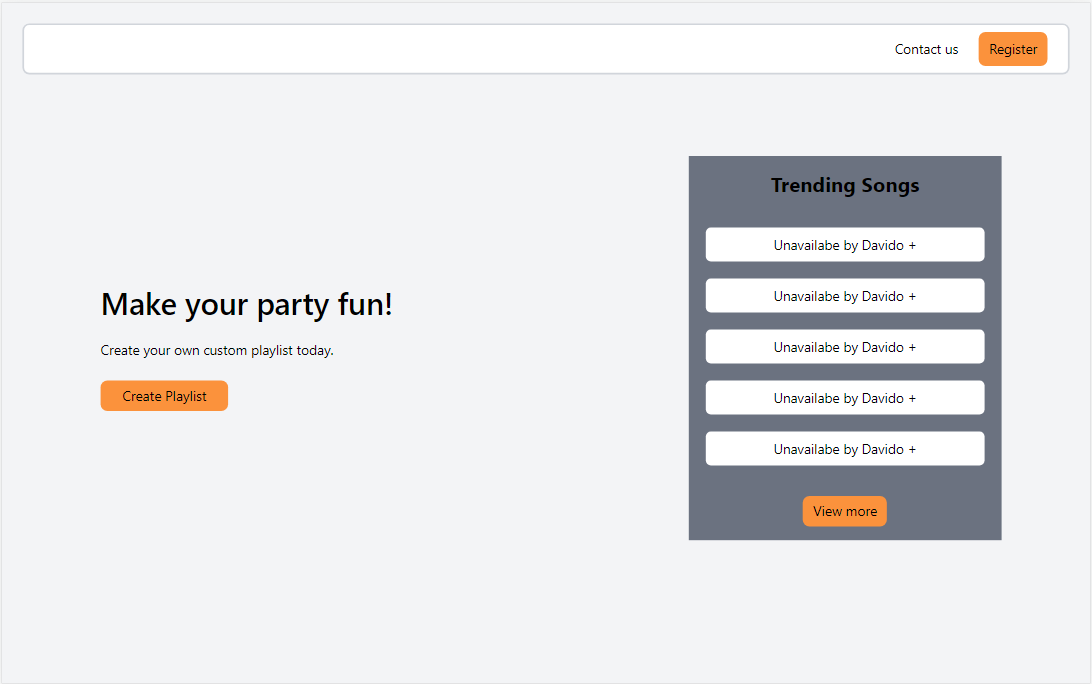 Contact us
Register
Make your party fun!
Create your own custom playlist today.
Create Playlist
Trending Songs
Unavailabe by Davido +
Unavailabe by Davido +
Unavailabe by Davido +
Unavailabe by Davido +
Unavailabe by Davido +
View more